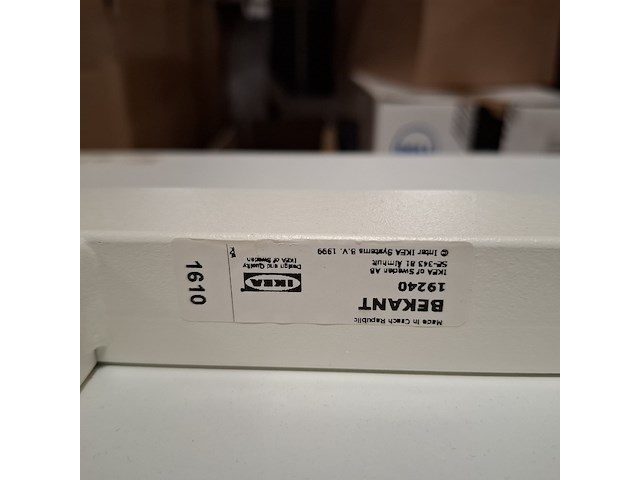 Made in Czech Republic
BEKANT
19240
IKEA of Sweden AB
SE-343 81 Älmhult
© Inter IKEA Systems B.V. 1999
IKEA
Design and Quality
IKEA of Sweden
1610
DELL